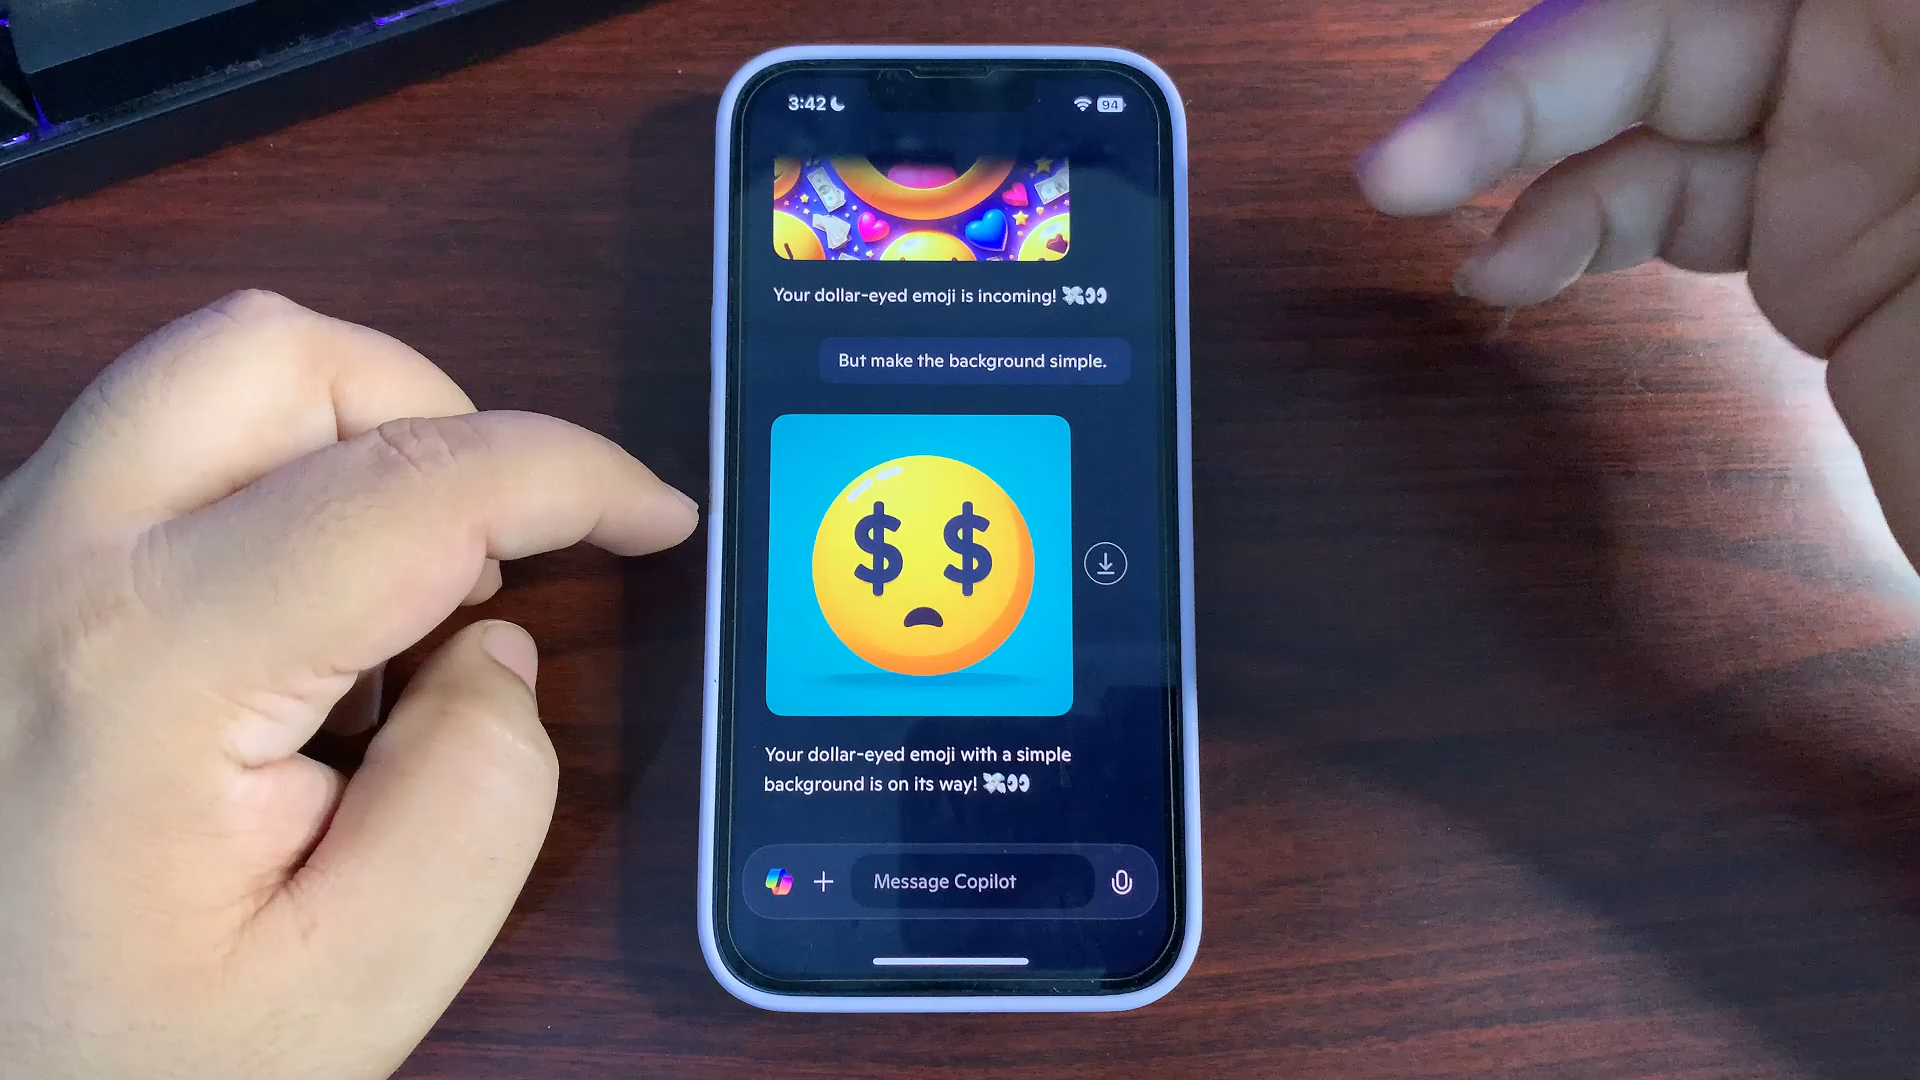 3:42
94
Your dollar-eyed emoji is incoming! 💸👀
But make the background simple.
$ $
Your dollar-eyed emoji with a simple
background is on its way! 💸👀
Message Copilot